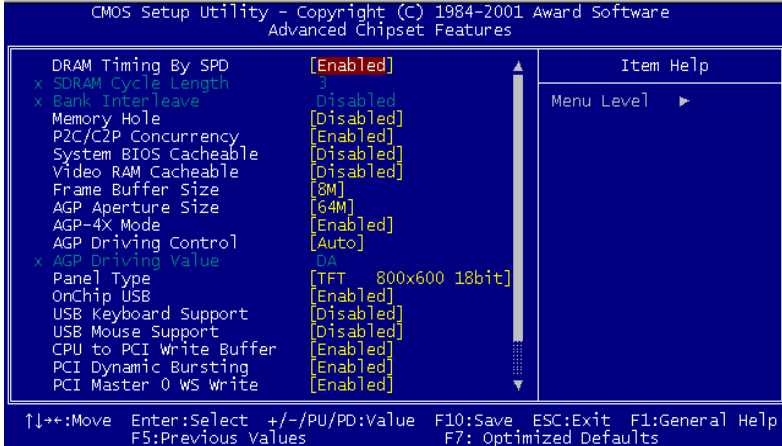 CMOS Setup Utility - Copyright (C) 1984-2001 Award Software
Advanced Chipset Features
DRAM Timing By SPD [Enabled]
x SDRAM Cycle Length 3
x Bank Interleave Disabled
Memory Hole [Disabled]
P2C/C2P Concurrency [Enabled]
System BIOS Cacheable [Disabled]
Video RAM Cacheable [Disabled]
Frame Buffer Size [8M]
AGP Aperture Size [64M]
AGP-4X Mode [Enabled]
AGP Driving Control [Auto]
x AGP Driving Value DA
Panel Type [TFT 800x600 18bit]
OnChip USB [Enabled]
USB Keyboard Support [Disabled]
USB Mouse Support [Disabled]
CPU to PCI Write Buffer [Enabled]
PCI Dynamic Bursting [Enabled]
PCI Master 0 WS Write [Enabled]
Item Help
Menu Level ▶
↑↓→←:Move Enter:Select +/-/PU/PD:Value F10:Save ESC:Exit F1:General Help
F5:Previous Values F7: Optimized Defaults